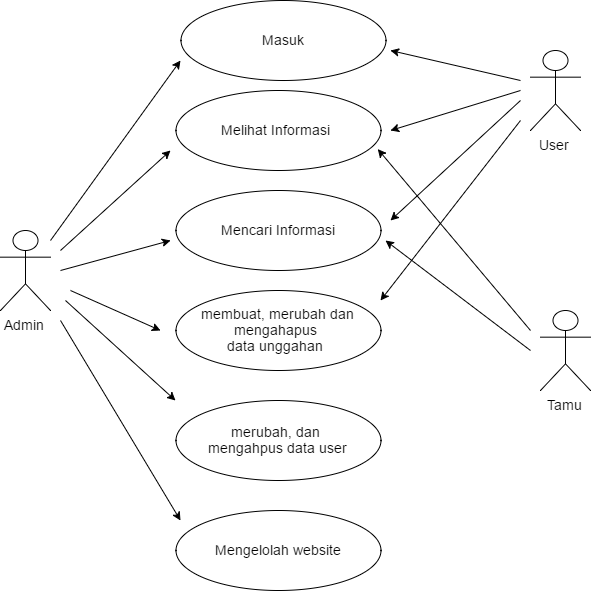 Masuk
Melihat Informasi
User
Mencari Informasi
Admin
membuat, merubah dan
mengahapus
data unggahan
Tamu
merubah, dan
mengahpus data user
Mengelolah website